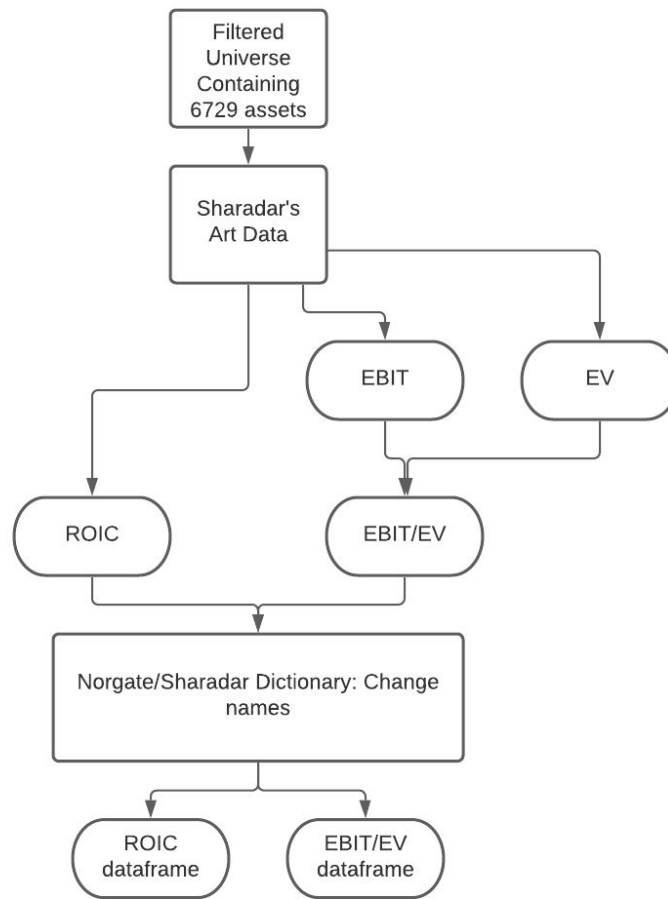 Filtered
Universe
Containing
6729 assets
Sharadar's
Art Data
EBIT
EV
ROIC
EBIT/EV
Norgate/Sharadar Dictionary: Change
names
ROIC
dataframe
EBIT/EV
dataframe